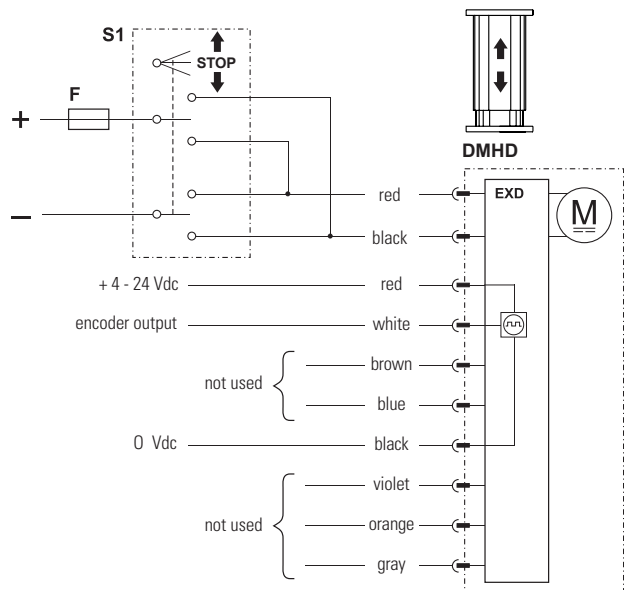 S1
STOP
F
+
–
DMHD
red
EXD
M
black
+ 4 - 24 Vdc
red
encoder output
white
brown
not used
blue
0 Vdc
black
violet
not used
orange
gray